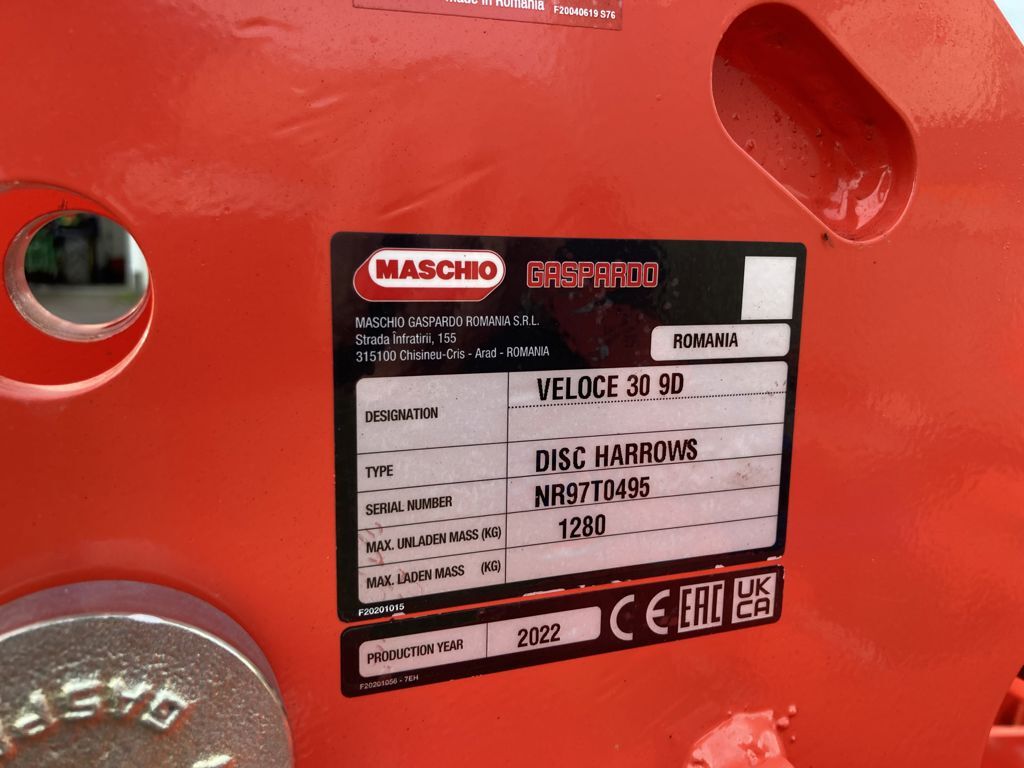 made in Romania F20040619 S76
MASCHIO GASPARDO
MASCHIO GASPARDO ROMANIA S.R.L.
Strada Înfratirii, 155
315100 Chisineu-Cris - Arad - ROMANIA
ROMANIA
DESIGNATION VELOCE 30 9D
TYPE DISC HARROWS
SERIAL NUMBER NR97T0495
MAX. UNLADEN MASS (KG) 1280
MAX. LADEN MASS (KG)
F20201015
PRODUCTION YEAR 2022 CE EAC UK CA
F20201056 - 7EH
GASP